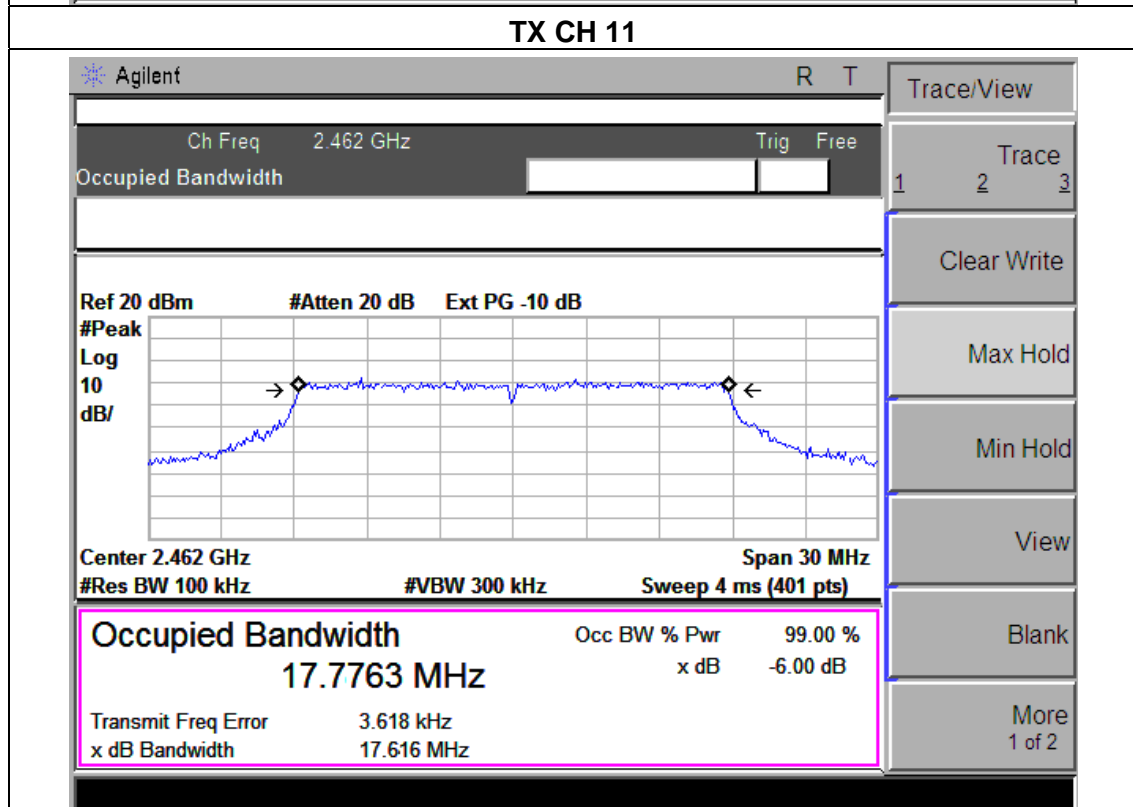 TX CH 11
Agilent R T
Trace/View
Ch Freq 2.462 GHz Trig Free
Occupied Bandwidth
Trace
1 2 3
Clear Write
Ref 20 dBm #Atten 20 dB Ext PG -10 dB
#Peak
Log
10
dB/
Max Hold
Min Hold
View
Center 2.462 GHz Span 30 MHz
#Res BW 100 kHz #VBW 300 kHz Sweep 4 ms (401 pts)
Occupied Bandwidth Occ BW % Pwr 99.00 %
17.7763 MHz x dB -6.00 dB
Transmit Freq Error 3.618 kHz
x dB Bandwidth 17.616 MHz
Blank
More
1 of 2